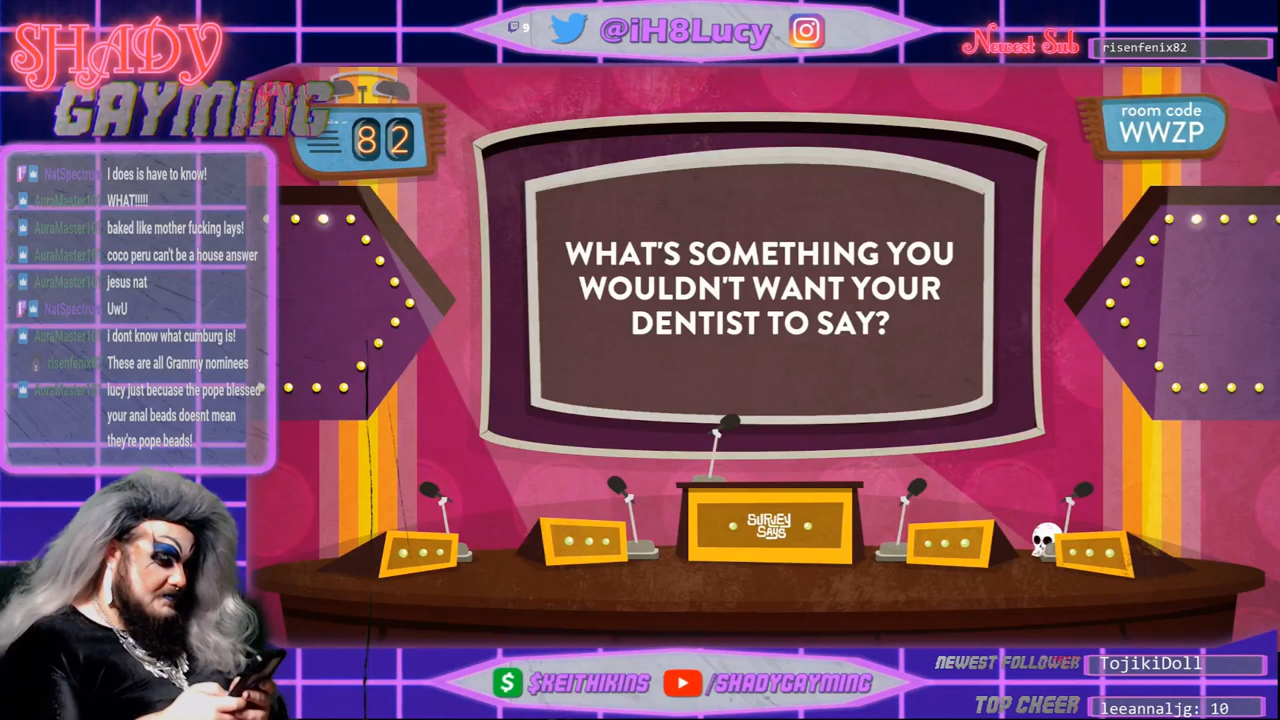 SHADY
GAYMING
9
@iH8Lucy
Newest Sub
risenfenix82
82
room code
WWZP
I does is have to know!
WHAT!!!!!
baked like mother fucking lays!
coco peru can't be a house answer
jesus nat
UwU
i dont know what cumburg is!
These are all Grammy nominees
lucy just becuase the pope blessed
your anal beads doesnt mean
they're pope beads!
WHAT'S SOMETHING YOU
WOULDN'T WANT YOUR
DENTIST TO SAY?
SURVEY
SAYS
$KEITHIKINS
/SHADYGAYMING
NEWEST FOLLOWER
TojikiDoll
TOP CHEER
leeannaljg: 10